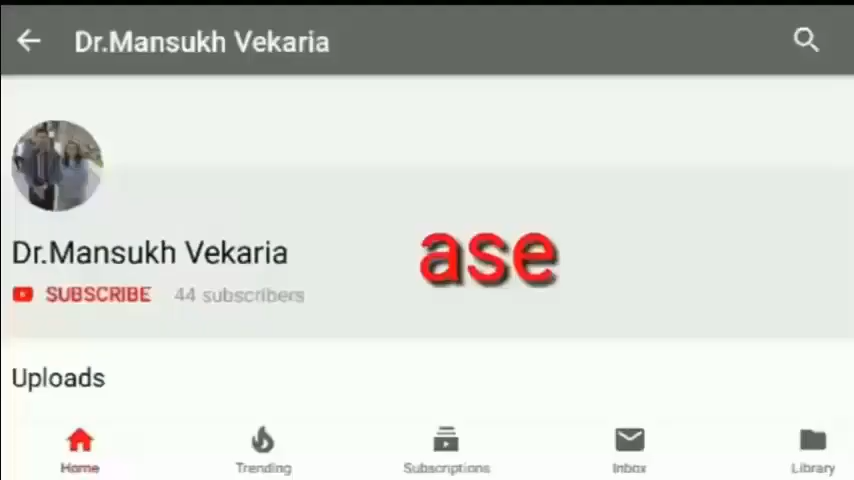 Dr.Mansukh Vekaria
Dr.Mansukh Vekaria
ase
SUBSCRIBE 44 subscribers
Uploads
Home Trending Subscriptions Inbox Library